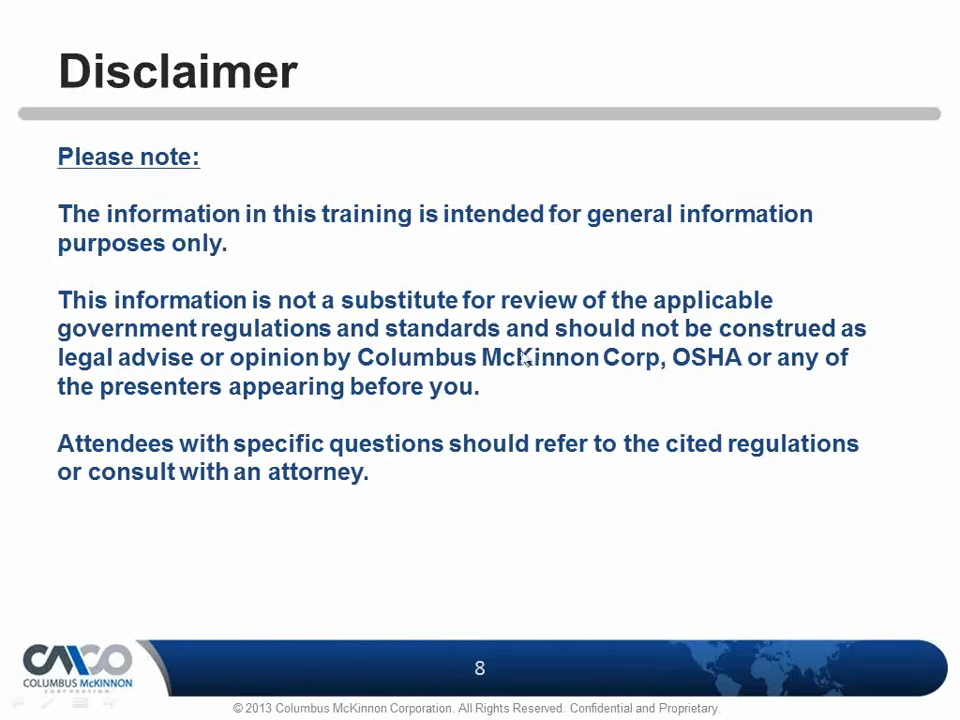 Disclaimer
Please note:
The information in this training is intended for general information
purposes only.
This information is not a substitute for review of the applicable
government regulations and standards and should not be construed as
legal advise or opinion by Columbus McKinnon Corp, OSHA or any of
the presenters appearing before you.
Attendees with specific questions should refer to the cited regulations
or consult with an attorney.
CMCO
COLUMBUS McKINNON
CORPORATION
8
© 2013 Columbus McKinnon Corporation. All Rights Reserved. Confidential and Proprietary.